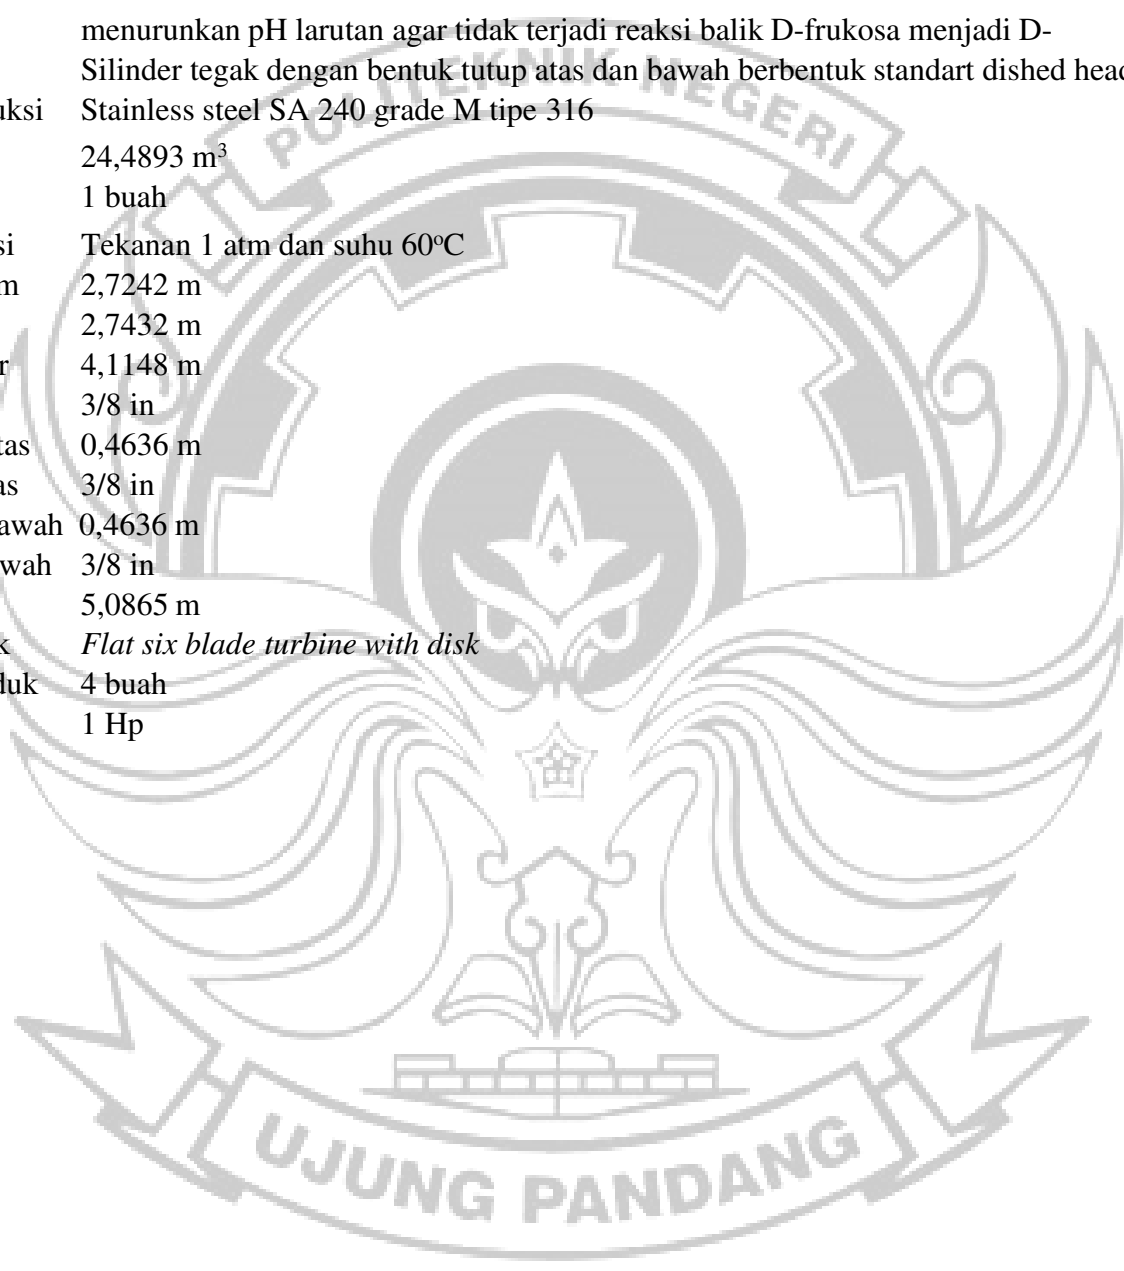 menurunkan pH larutan agar tidak terjadi reaksi balik D-frukosa menjadi D-
Silinder tegak dengan bentuk tutup atas dan bawah berbentuk standart dished head
uksi Stainless steel SA 240 grade M tipe 316
24,4893 m³
1 buah
si Tekanan 1 atm dan suhu 60°C
m 2,7242 m
2,7432 m
r 4,1148 m
3/8 in
tas 0,4636 m
as 3/8 in
awah 0,4636 m
wah 3/8 in
5,0865 m
k Flat six blade turbine with disk
duk 4 buah
1 Hp
POLITEKNIK NEGERI
UJUNG PANDANG